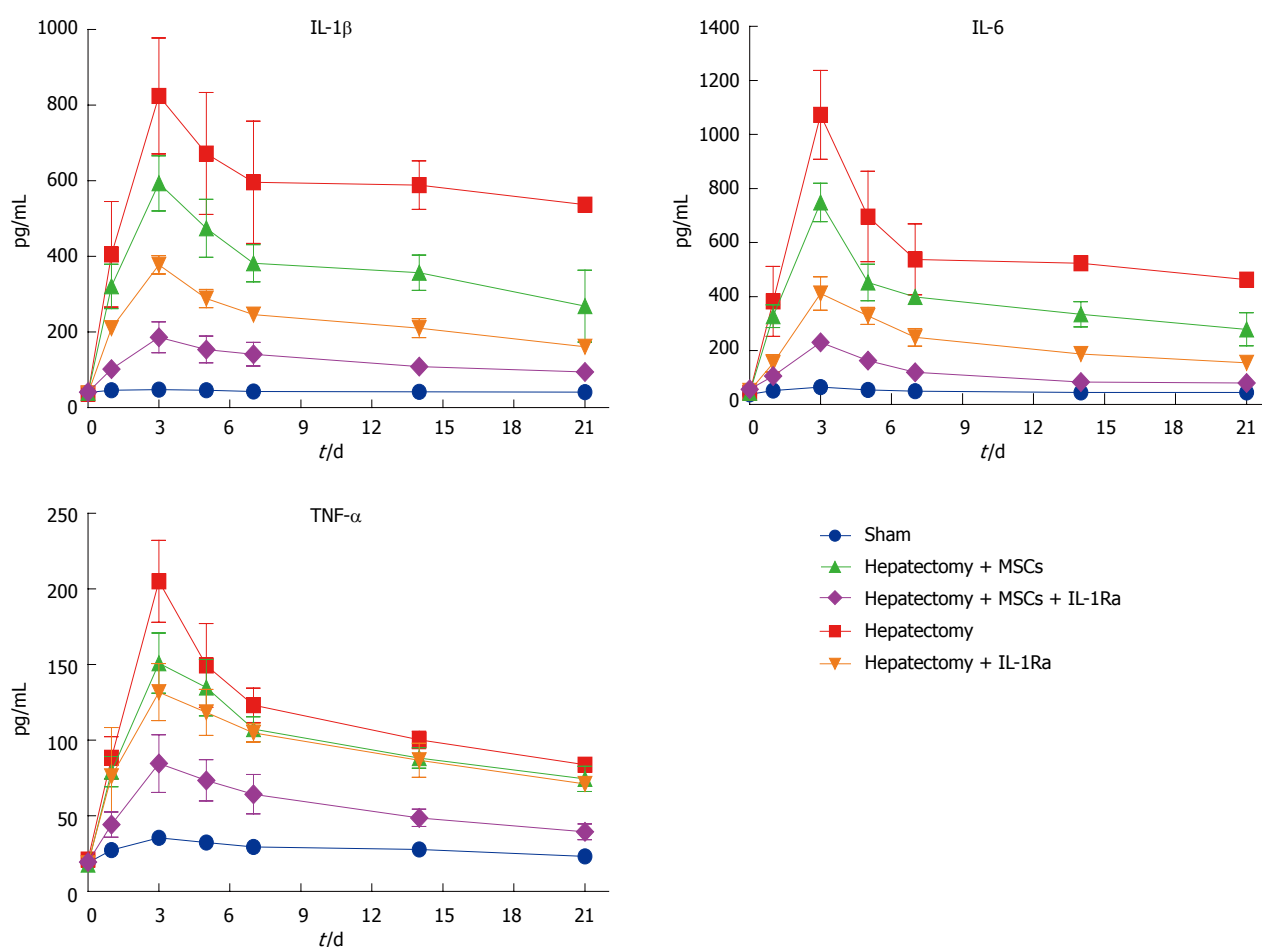 IL-1β
1000
800
600
400
200
0
pg/mL
0 3 6 9 12 15 18 21
t/d
IL-6
1400
1200
1000
800
600
400
200
0
pg/mL
0 3 6 9 12 15 18 21
t/d
TNF-α
250
200
150
100
50
0
pg/mL
0 3 6 9 12 15 18 21
t/d
Sham
Hepatectomy + MSCs
Hepatectomy + MSCs + IL-1Ra
Hepatectomy
Hepatectomy + IL-1Ra